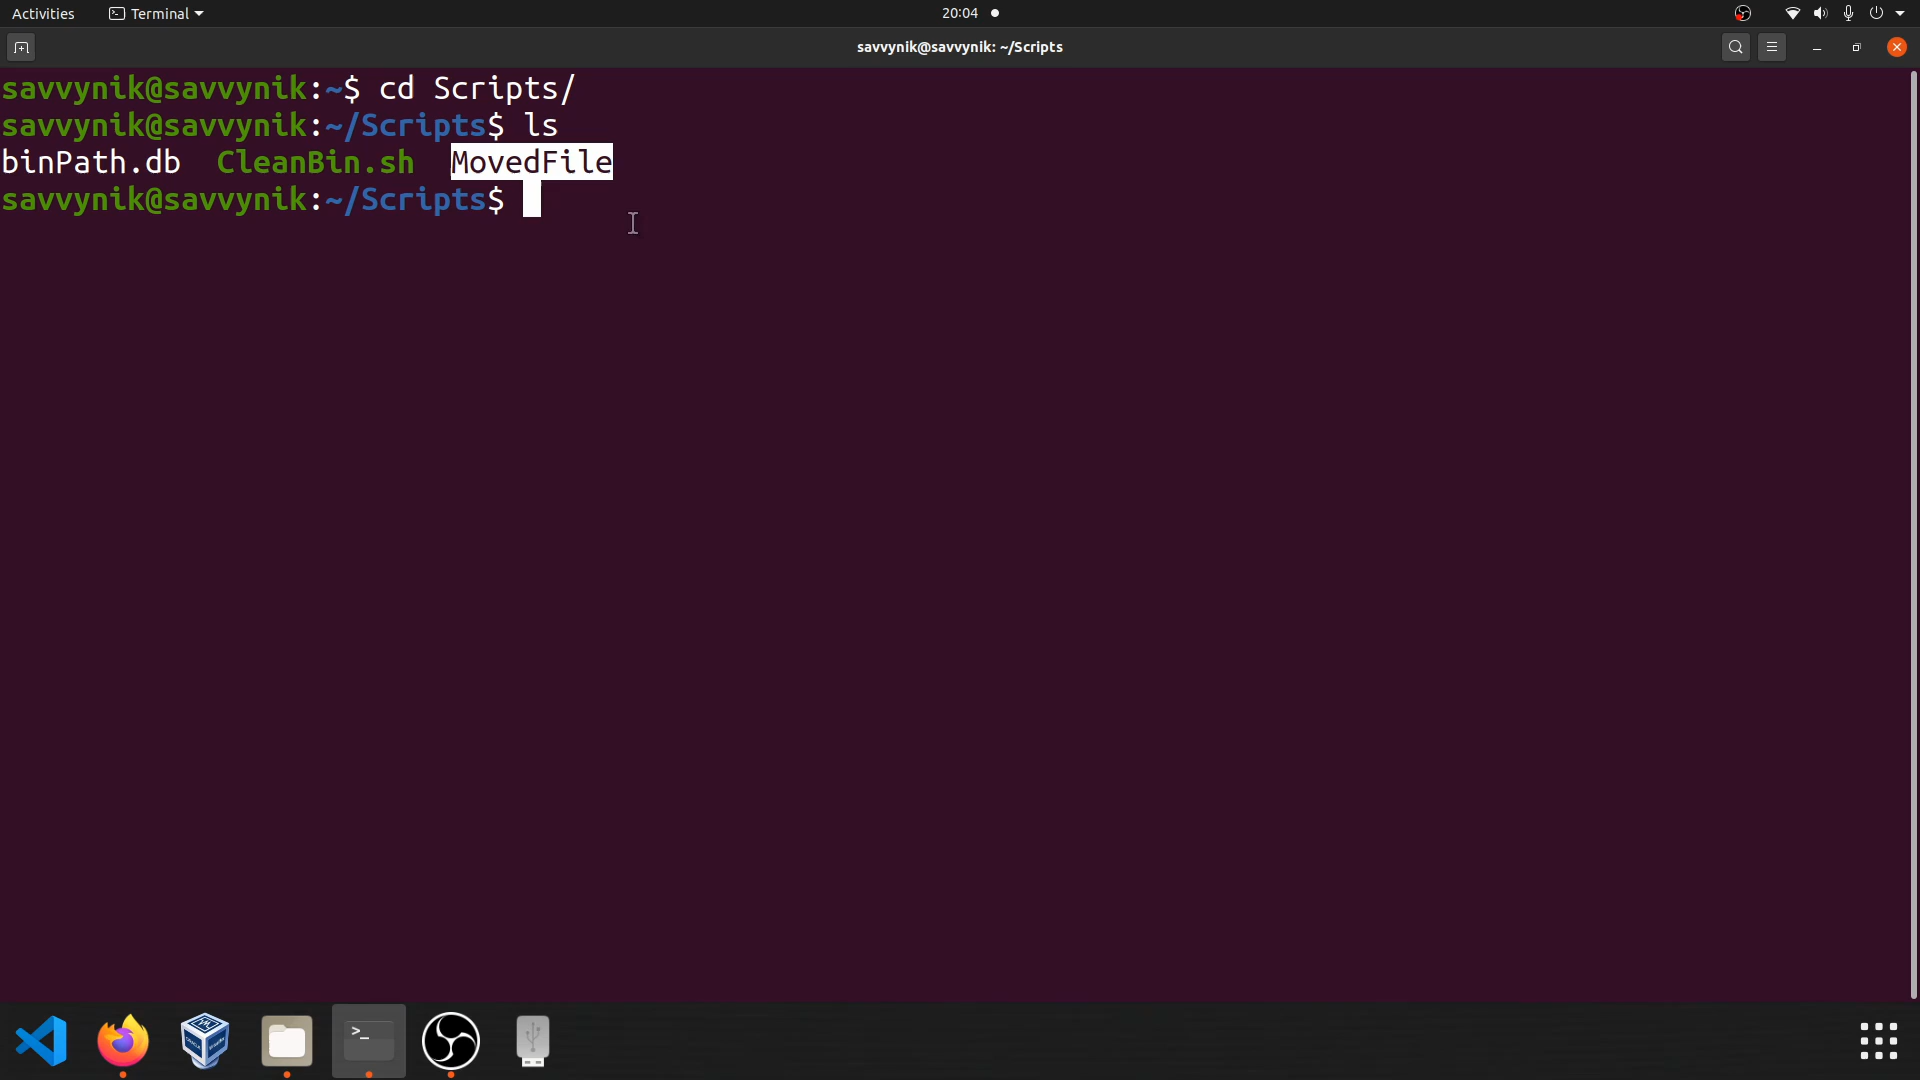 Activities Terminal 20:04
savvynik@savvynik: ~/Scripts
savvynik@savvynik:~$ cd Scripts/
savvynik@savvynik:~/Scripts$ ls
binPath.db CleanBin.sh MovedFile
savvynik@savvynik:~/Scripts$
>_